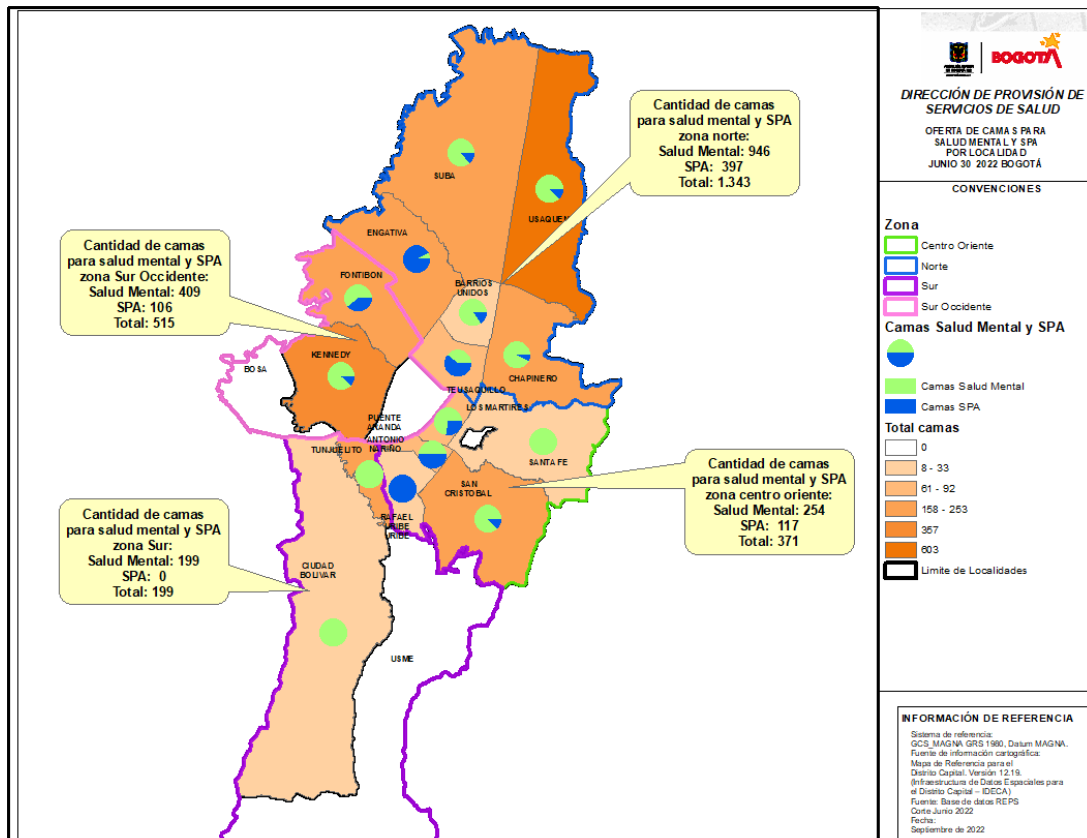 BOGOTÁ
DIRECCIÓN DE PROVISIÓN DE
SERVICIOS DE SALUD
OFERTA DE CAMAS PARA
SALUD MENTAL Y SPA
POR LOCALIDAD
JUNIO 30 2022 BOGOTÁ
CONVENCIONES
Zona
Centro Oriente
Norte
Sur
Sur Occidente
Camas Salud Mental y SPA
Camas Salud Mental
Camas SPA
Total camas
0
8 - 33
61 - 92
158 - 253
357
603
Limite de Localidades
INFORMACIÓN DE REFERENCIA
Sistema de referencia:
GCS_MAGNA GRS 1980, Datum MAGNA.
Fuente de información cartográfica:
Mapa de Referencia para el
Distrito Capital. Versión 12.19.
(Infraestructura de Datos Espaciales para
el Distrito Capital – IDECA)
Fuente: Base de datos REPS
Corte Junio 2022
Fecha:
Septiembre de 2022
Cantidad de camas
para salud mental y SPA
zona norte:
Salud Mental: 946
SPA: 397
Total: 1.343
Cantidad de camas
para salud mental y SPA
zona Sur Occidente:
Salud Mental: 409
SPA: 106
Total: 515
Cantidad de camas
para salud mental y SPA
zona centro oriente:
Salud Mental: 254
SPA: 117
Total: 371
Cantidad de camas
para salud mental y SPA
zona Sur:
Salud Mental: 199
SPA: 0
Total: 199
SUBA
USAQUEN
ENGATIVA
FONTIBON
BARRIOS
UNIDOS
KENNEDY
BOSA
CHAPINERO
TEUSAQUILLO
LOS MARTIRES
PUENTE
ARANDA
ANTONIO
NARIÑO
SANTA FE
TUNJUELITO
SAN
CRISTOBAL
RAFAEL
URIBE
URIBE
CIUDAD
BOLIVAR
USME